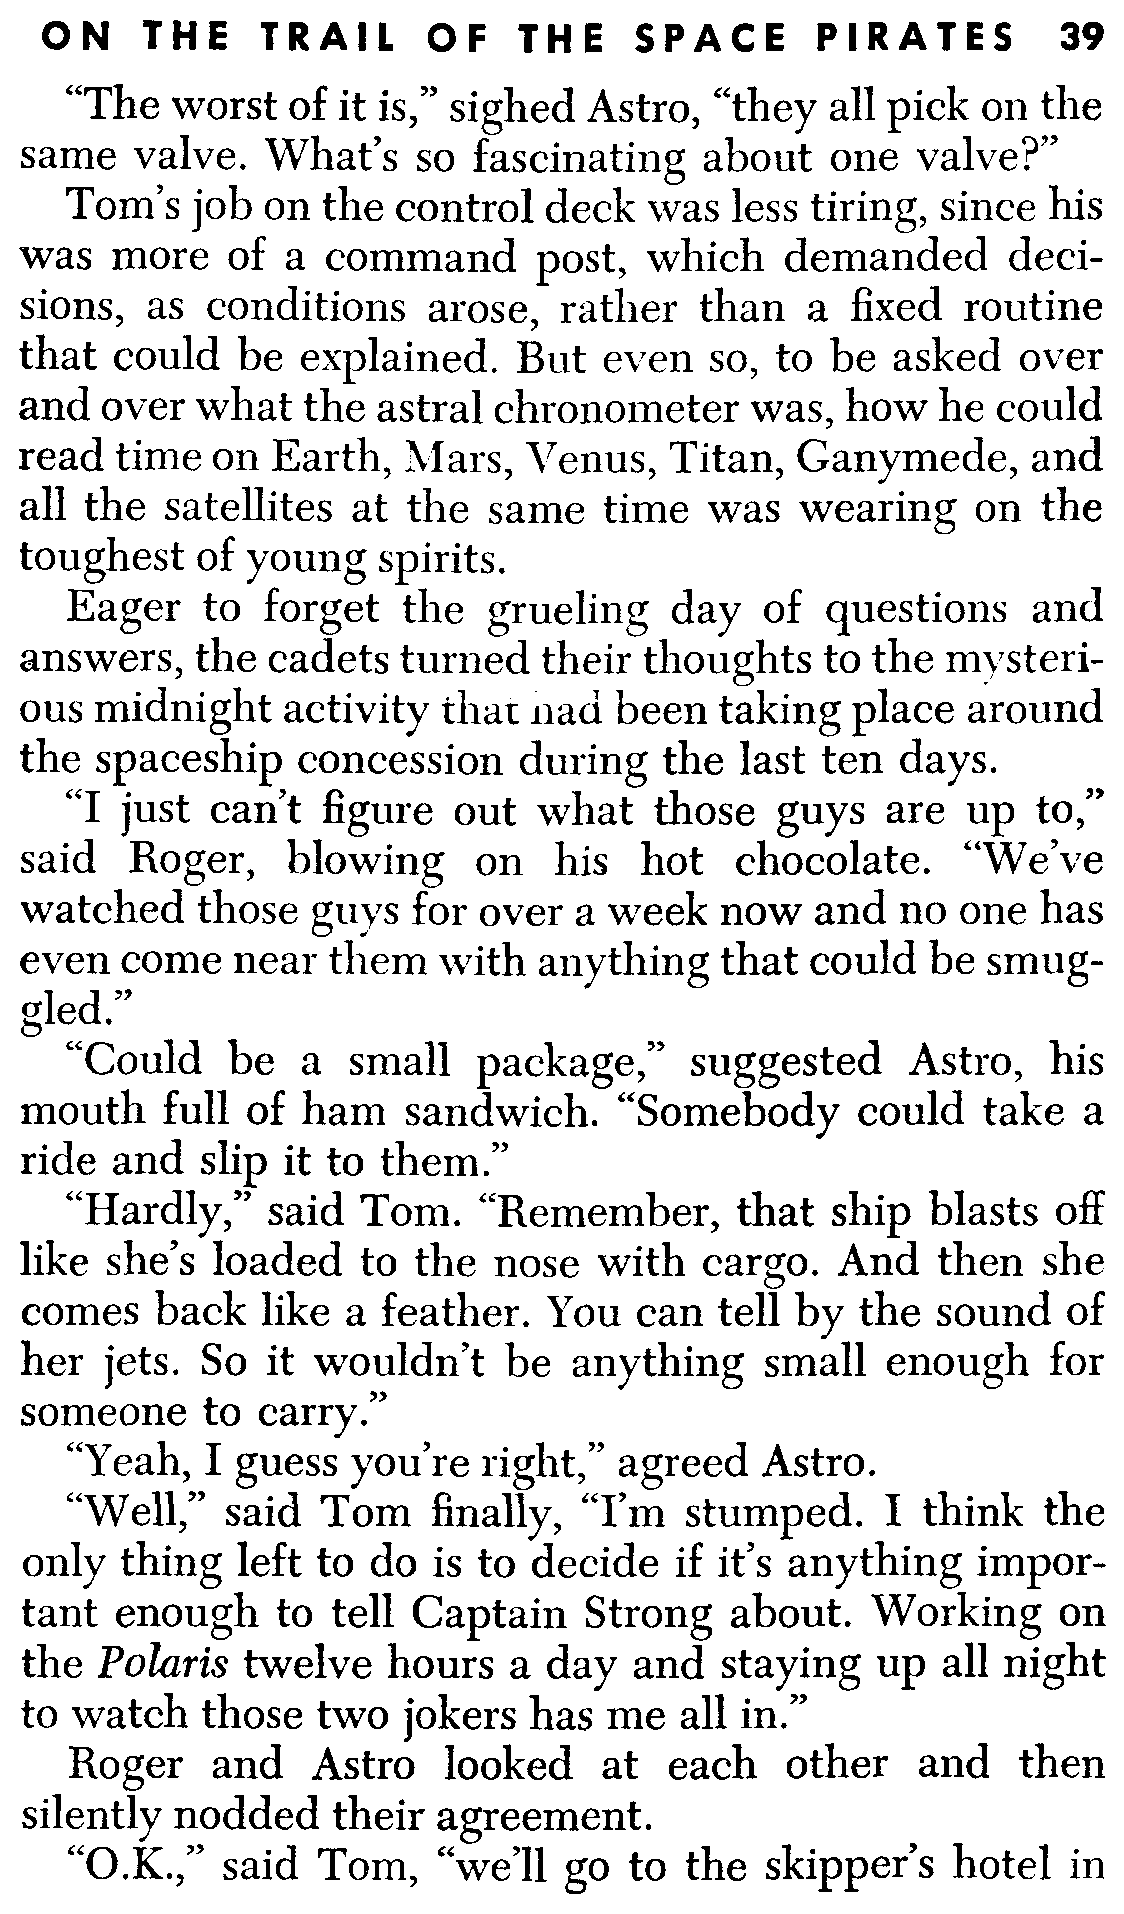 ON THE TRAIL OF THE SPACE PIRATES 39
“The worst of it is,” sighed Astro, “they all pick on the
same valve. What’s so fascinating about one valve?”
Tom’s job on the control deck was less tiring, since his
was more of a command post, which demanded deci-
sions, as conditions arose, rather than a fixed routine
that could be explained. But even so, to be asked over
and over what the astral chronometer was, how he could
read time on Earth, Mars, Venus, Titan, Ganymede, and
all the satellites at the same time was wearing on the
toughest of young spirits.
Eager to forget the grueling day of questions and
answers, the cadets turned their thoughts to the mysteri-
ous midnight activity that had been taking place around
the spaceship concession during the last ten days.
“I just can’t figure out what those guys are up to,”
said Roger, blowing on his hot chocolate. “We’ve
watched those guys for over a week now and no one has
even come near them with anything that could be smug-
gled.”
“Could be a small package,” suggested Astro, his
mouth full of ham sandwich. “Somebody could take a
ride and slip it to them.”
“Hardly,” said Tom. “Remember, that ship blasts off
like she’s loaded to the nose with cargo. And then she
comes back like a feather. You can tell by the sound of
her jets. So it wouldn’t be anything small enough for
someone to carry.”
“Yeah, I guess you’re right,” agreed Astro.
“Well,” said Tom finally, “I’m stumped. I think the
only thing left to do is to decide if it’s anything impor-
tant enough to tell Captain Strong about. Working on
the Polaris twelve hours a day and staying up all night
to watch those two jokers has me all in.”
Roger and Astro looked at each other and then
silently nodded their agreement.
“O.K.,” said Tom, “we’ll go to the skipper’s hotel in